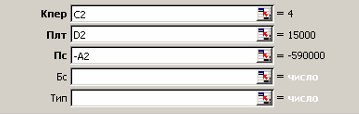 Кпер C2 = 4
Плт D2 = 15000
Пс -A2 = -590000
Бс = число
Тип = число